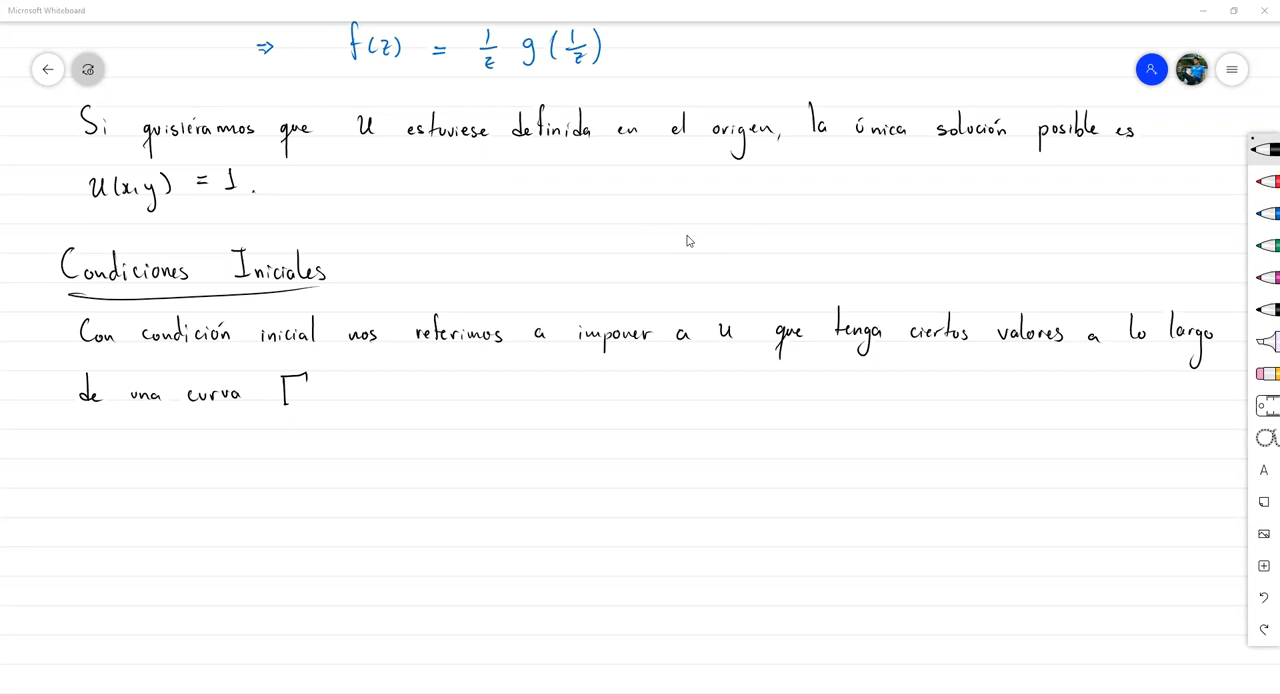 Microsoft Whiteboard
⇒ f(z) = 1/z g(1/z)
Si quisiéramos que u estuviese definida en el origen, la única solución posible es
u(x,y) = 1.
Condiciones Iniciales
Con condición inicial nos referimos a imponer a u que tenga ciertos valores a lo largo
de una curva Γ
A